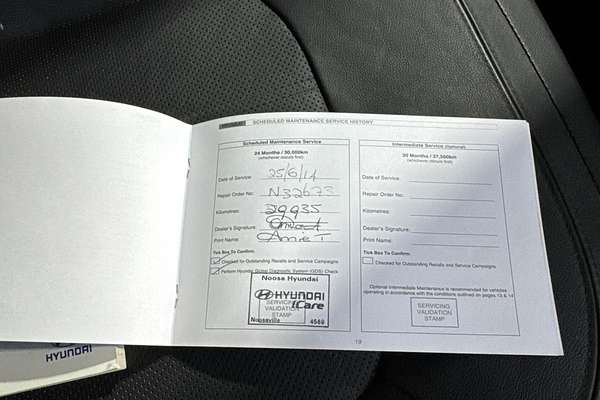 SCHEDULED MAINTENANCE SERVICE HISTORY
Scheduled Maintenance Service
24 Months / 30,000km
(whichever occurs first)
Date of Service: 25/6/14
Repair Order No: N32673
Kilometres: 29935
Dealer's Signature:
Print Name: Annie T
Tick Box To Confirm:
Checked for Outstanding Recalls and Service Campaigns
Perform Hyundai Global Diagnostic System (GDS) Check
Noosa Hyundai
HYUNDAI
iCare
SERVICING
VALIDATION
STAMP
Noosaville 4566
Intermediate Service (optional)
30 Months / 37,500km
(whichever occurs first)
Date of Service:
Repair Order No:
Kilometres:
Dealer's Signature:
Print Name:
Tick Box To Confirm:
Checked for Outstanding Recalls and Service Campaigns
Optional Intermediate Maintenance is recommended for vehicles
operating in accordance with the conditions outlined on pages 13 & 14
SERVICING
VALIDATION
STAMP
19
HYUNDAI